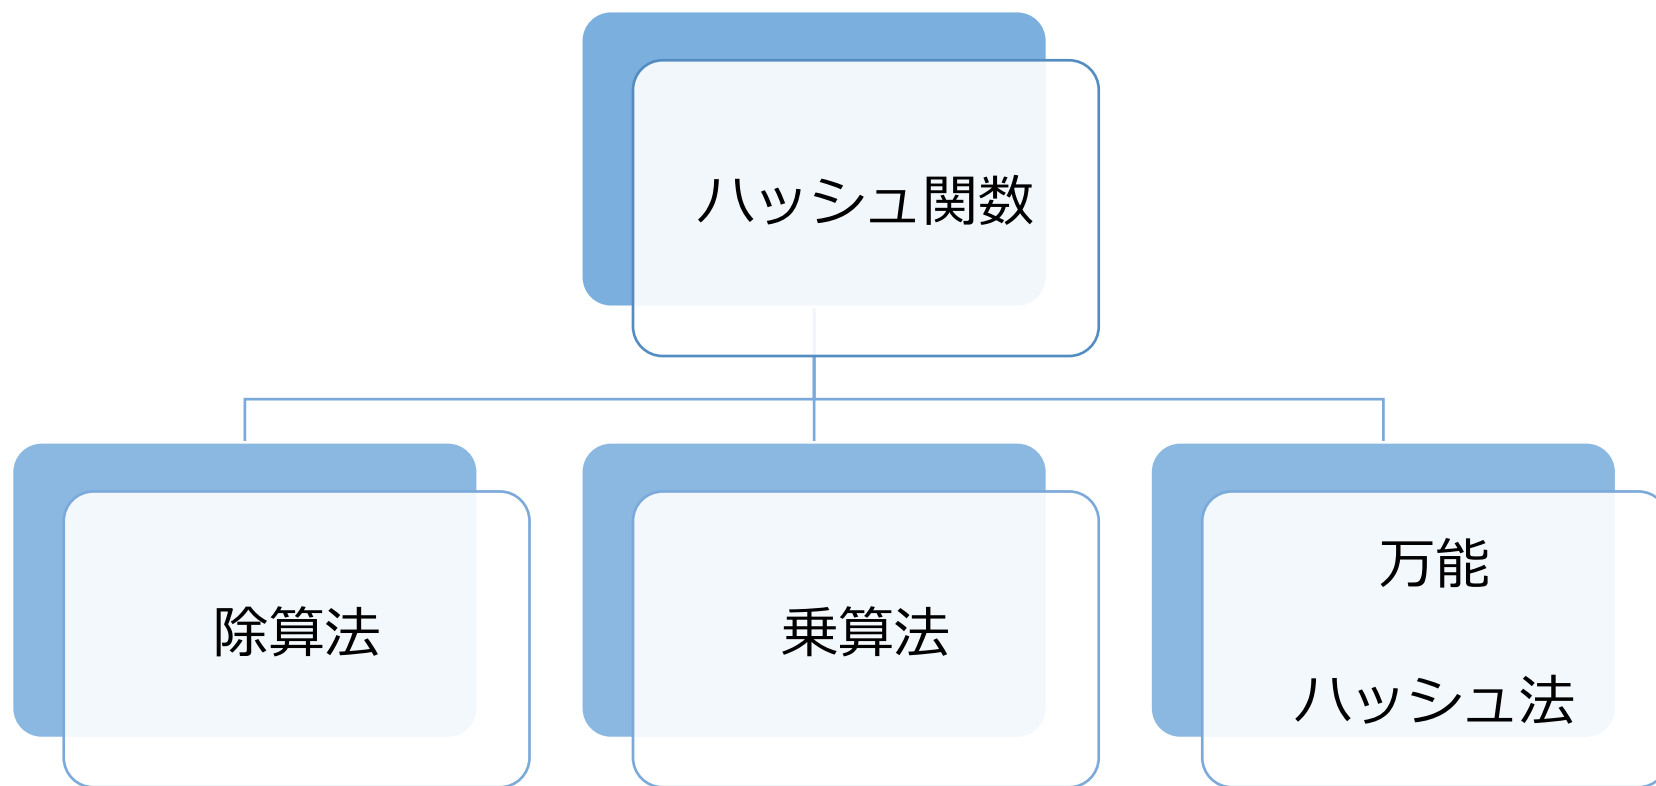 ハッシュ関数
除算法
乗算法
万能
ハッシュ法